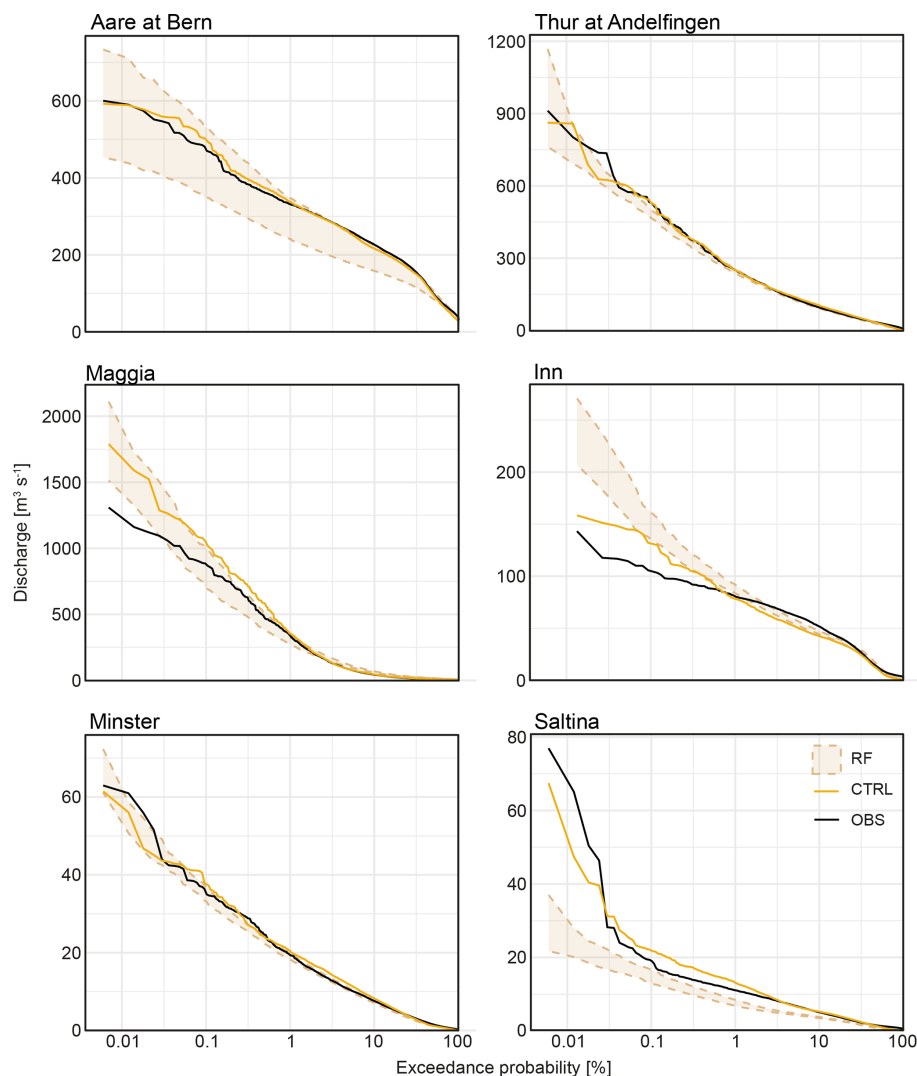 Aare at Bern
Thur at Andelfingen
600
400
200
0
1200
900
600
300
0
Maggia
Inn
2000
1500
1000
500
0
200
100
0
Discharge [m³ s⁻¹]
Minster
Saltina
60
40
20
0
80
60
40
20
0
RF
CTRL
OBS
0.01 0.1 1 10 100
0.01 0.1 1 10 100
Exceedance probability [%]